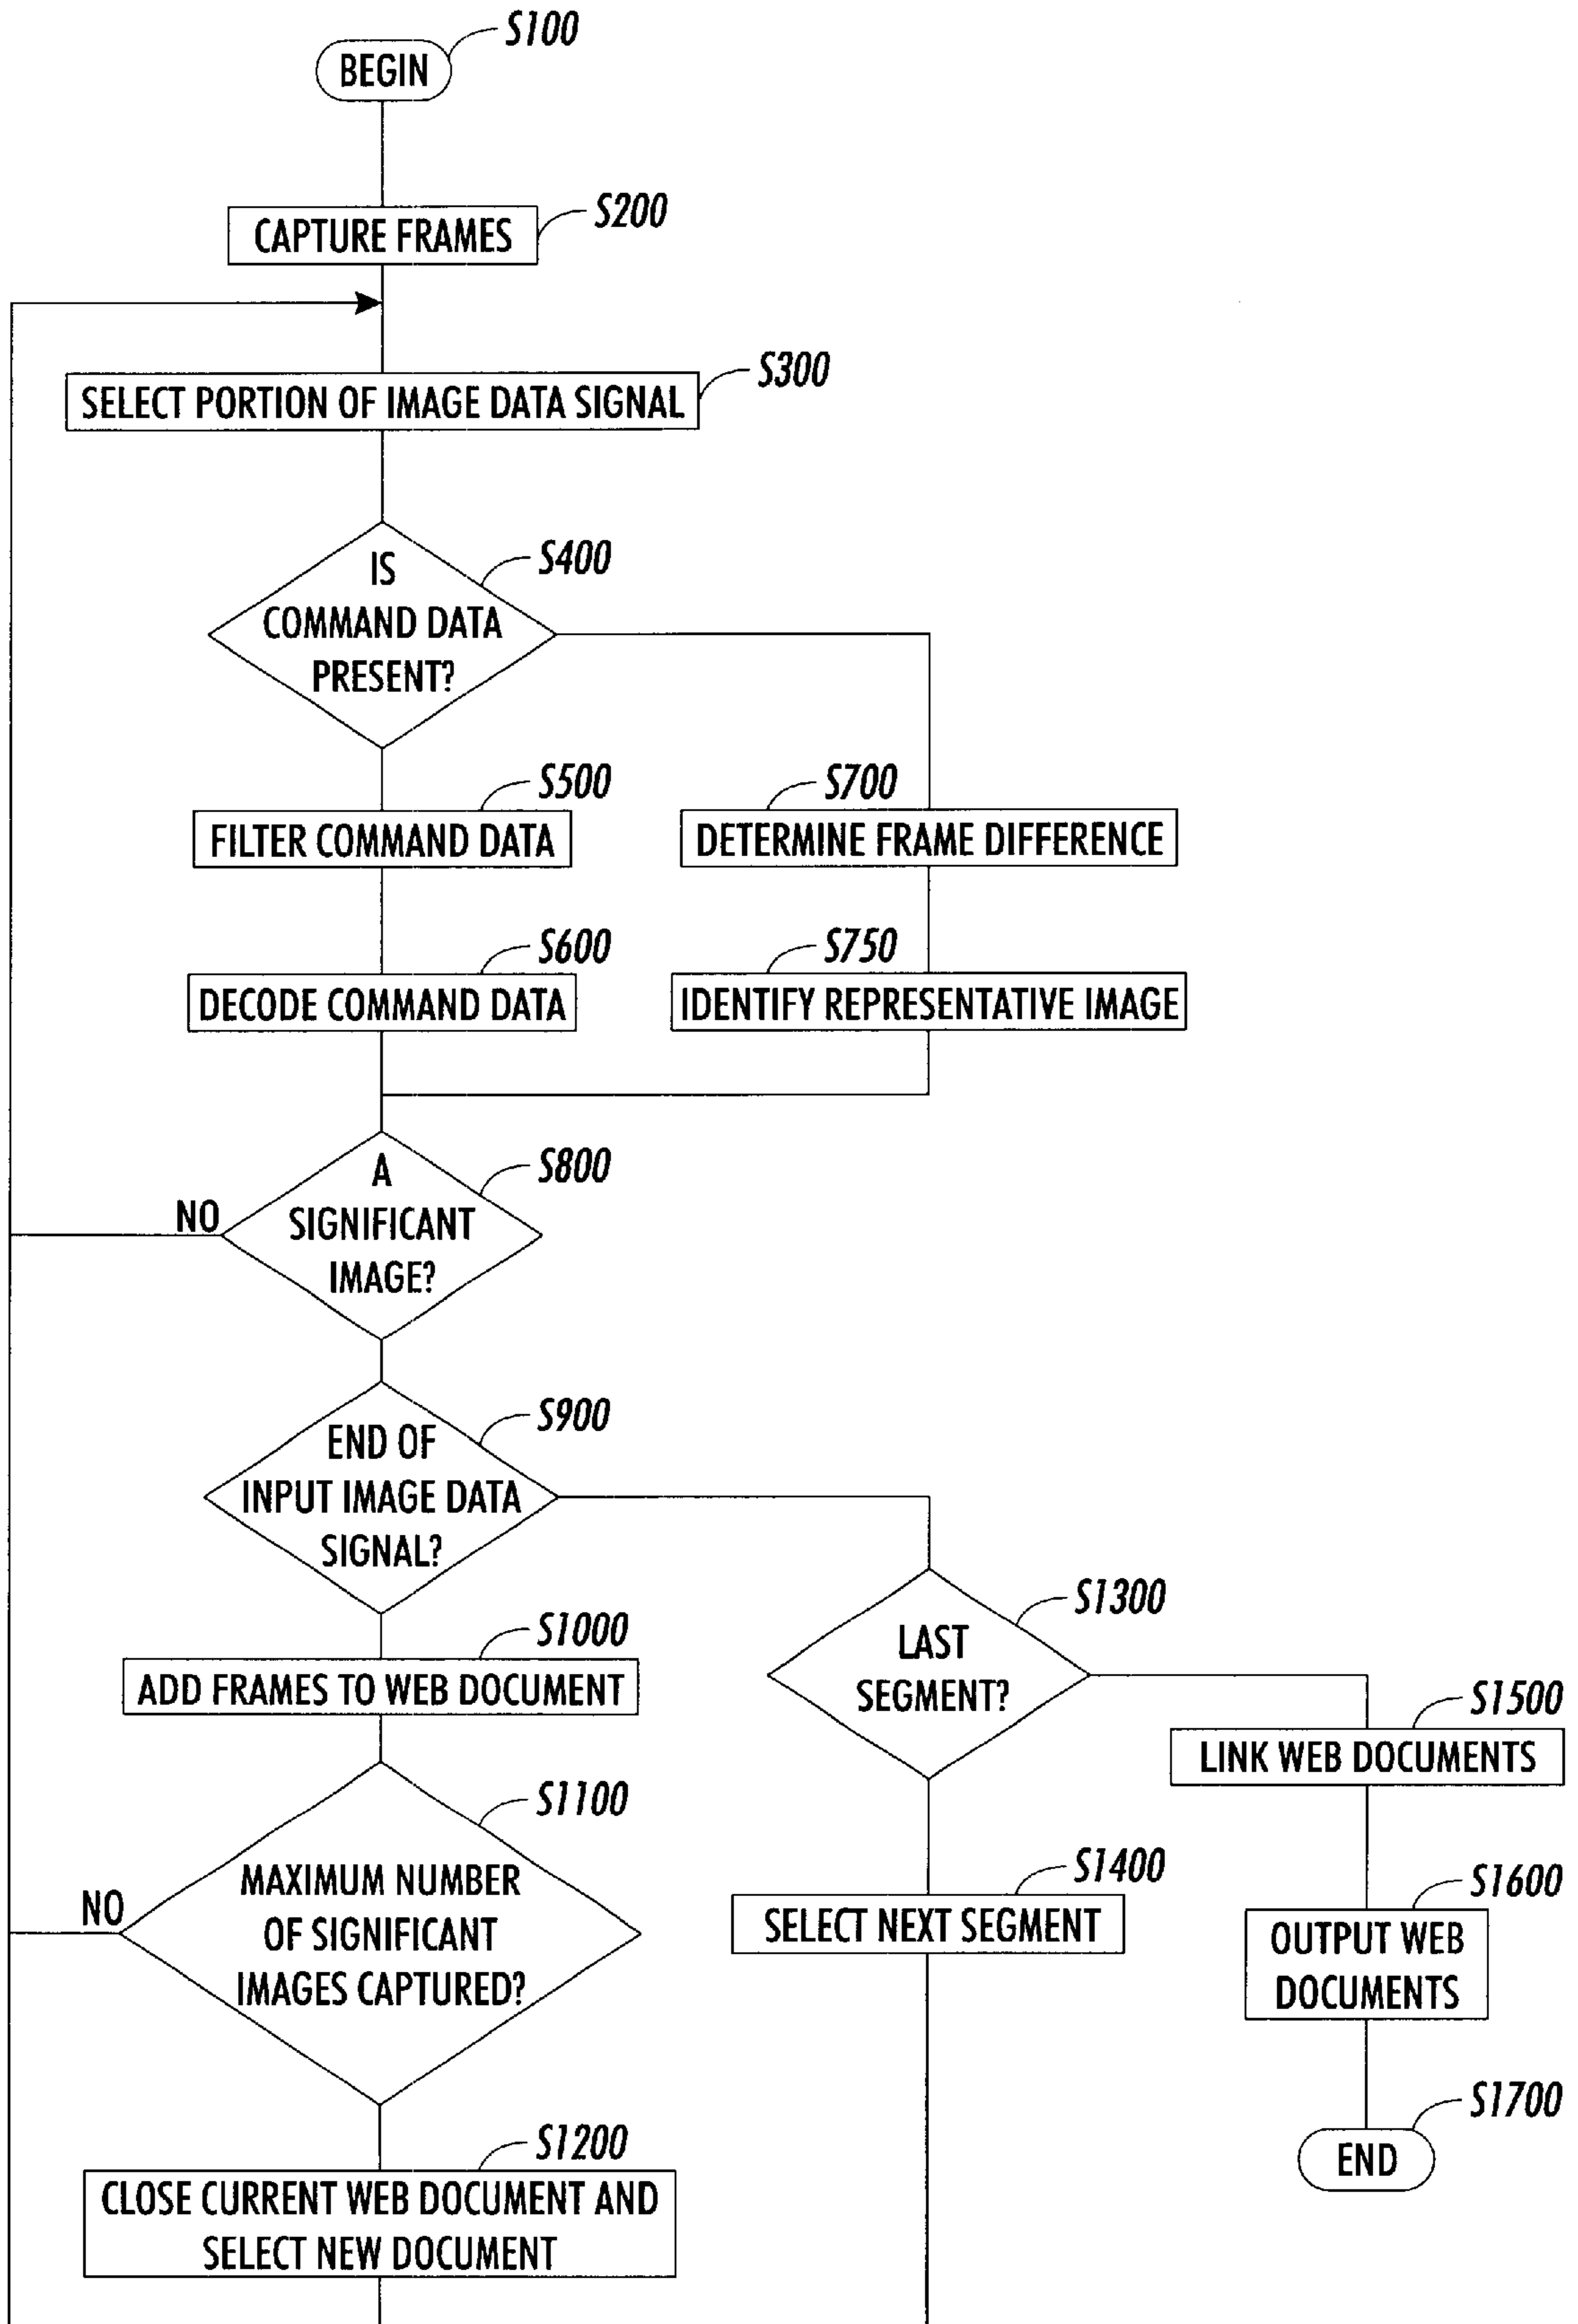 S100
BEGIN
S200
CAPTURE FRAMES
S300
SELECT PORTION OF IMAGE DATA SIGNAL
S400
IS
COMMAND DATA
PRESENT?
S500
FILTER COMMAND DATA
S700
DETERMINE FRAME DIFFERENCE
S600
DECODE COMMAND DATA
S750
IDENTIFY REPRESENTATIVE IMAGE
S800
A
SIGNIFICANT
IMAGE?
NO
S900
END OF
INPUT IMAGE DATA
SIGNAL?
S1000
ADD FRAMES TO WEB DOCUMENT
S1300
LAST
SEGMENT?
S1500
LINK WEB DOCUMENTS
S1100
MAXIMUM NUMBER
OF SIGNIFICANT
IMAGES CAPTURED?
NO
S1400
SELECT NEXT SEGMENT
S1600
OUTPUT WEB
DOCUMENTS
S1200
CLOSE CURRENT WEB DOCUMENT AND
SELECT NEW DOCUMENT
S1700
END